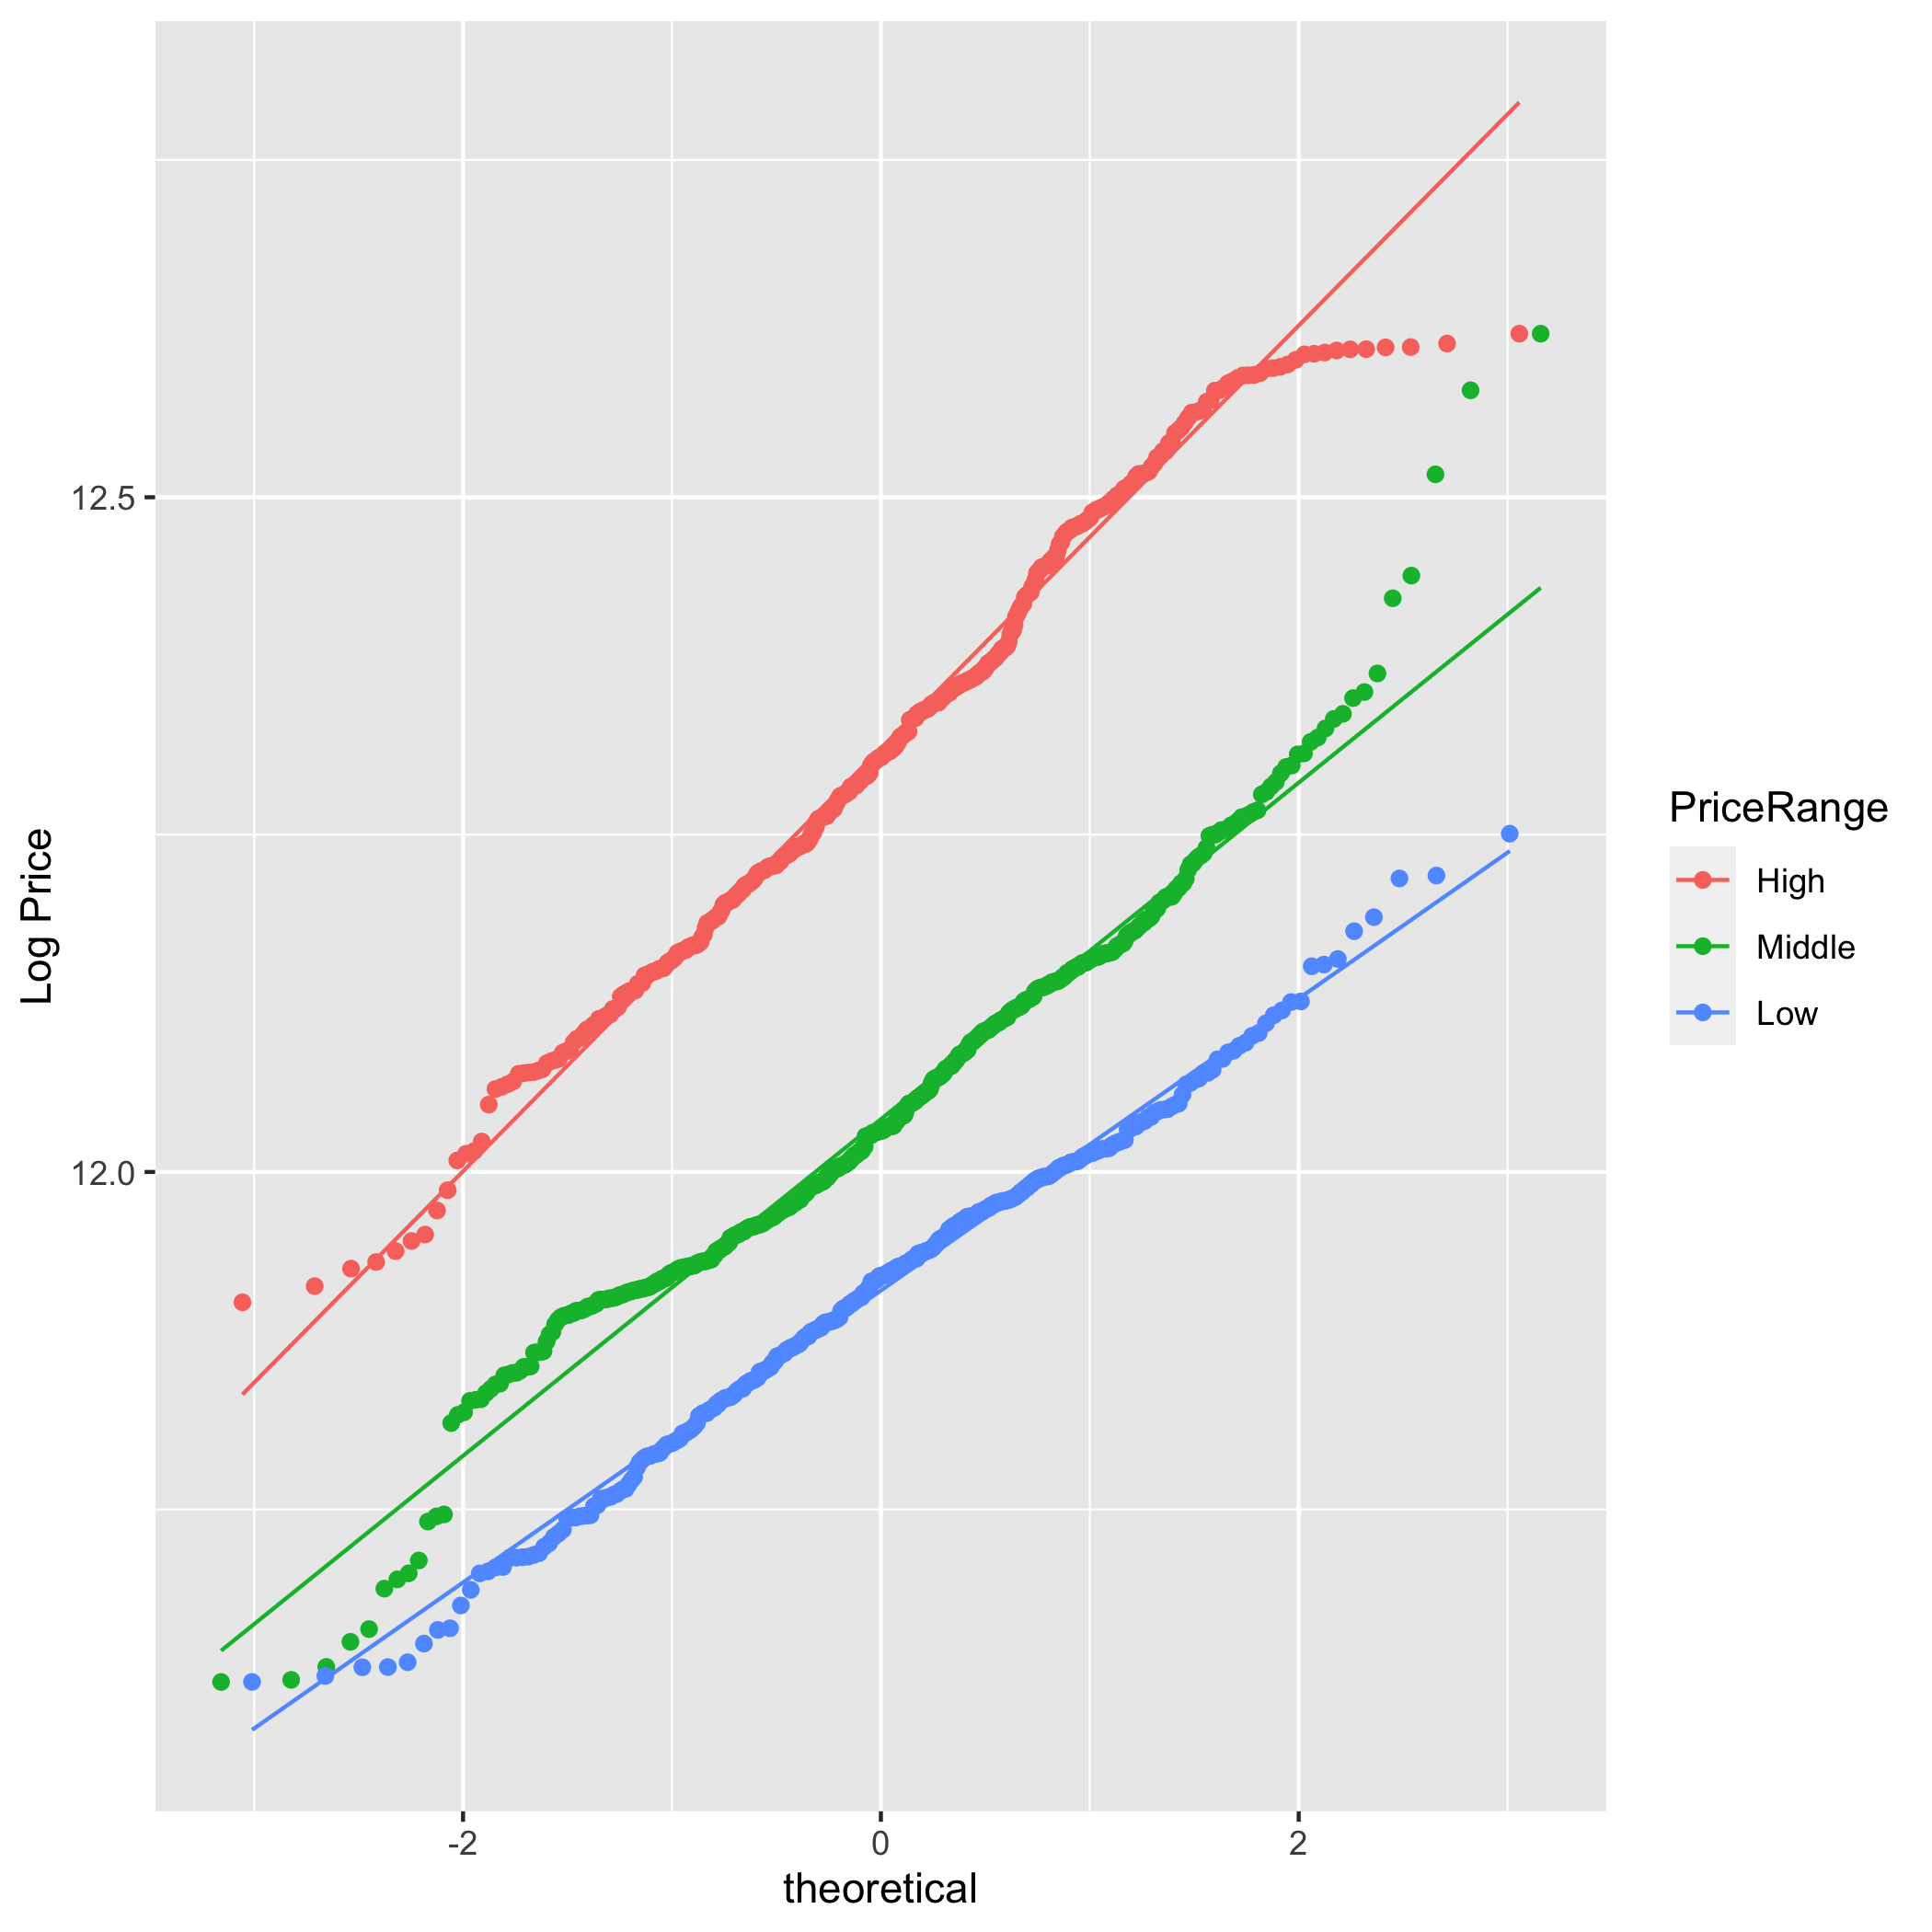 Log Price
12.5
12.0
-2
0
2
theoretical
PriceRange
High
Middle
Low